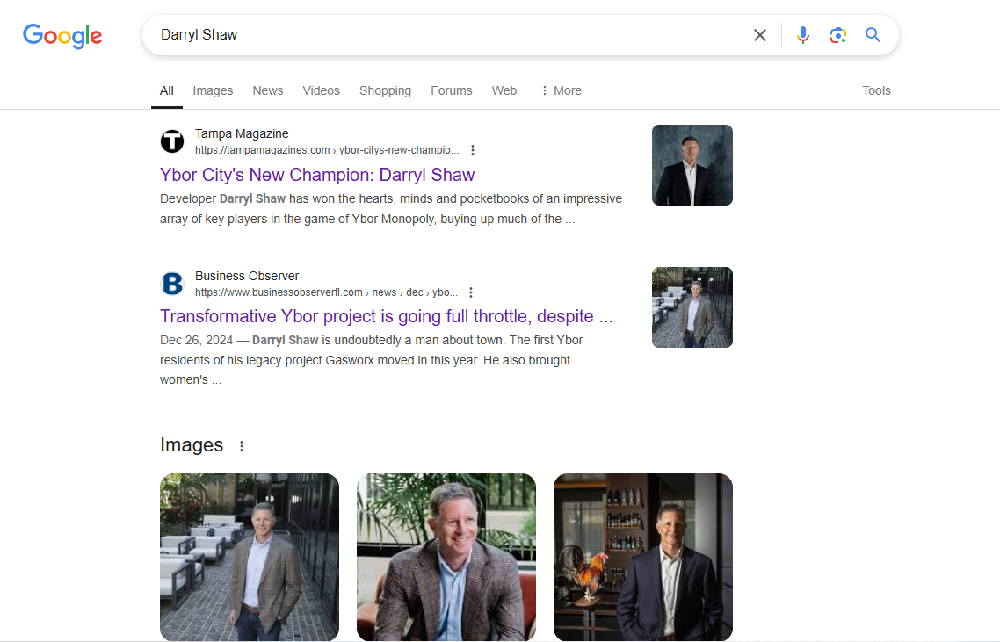 Google
Darryl Shaw
All Images News Videos Shopping Forums Web More Tools
Tampa Magazine
https://tampamagazines.com › ybor-citys-new-champio...
Ybor City's New Champion: Darryl Shaw
Developer Darryl Shaw has won the hearts, minds and pocketbooks of an impressive
array of key players in the game of Ybor Monopoly, buying up much of the ...
Business Observer
https://www.businessobserverfl.com › news › dec › ybo...
Transformative Ybor project is going full throttle, despite ...
Dec 26, 2024 — Darryl Shaw is undoubtedly a man about town. The first Ybor
residents of his legacy project Gasworx moved in this year. He also brought
women's ...
Images